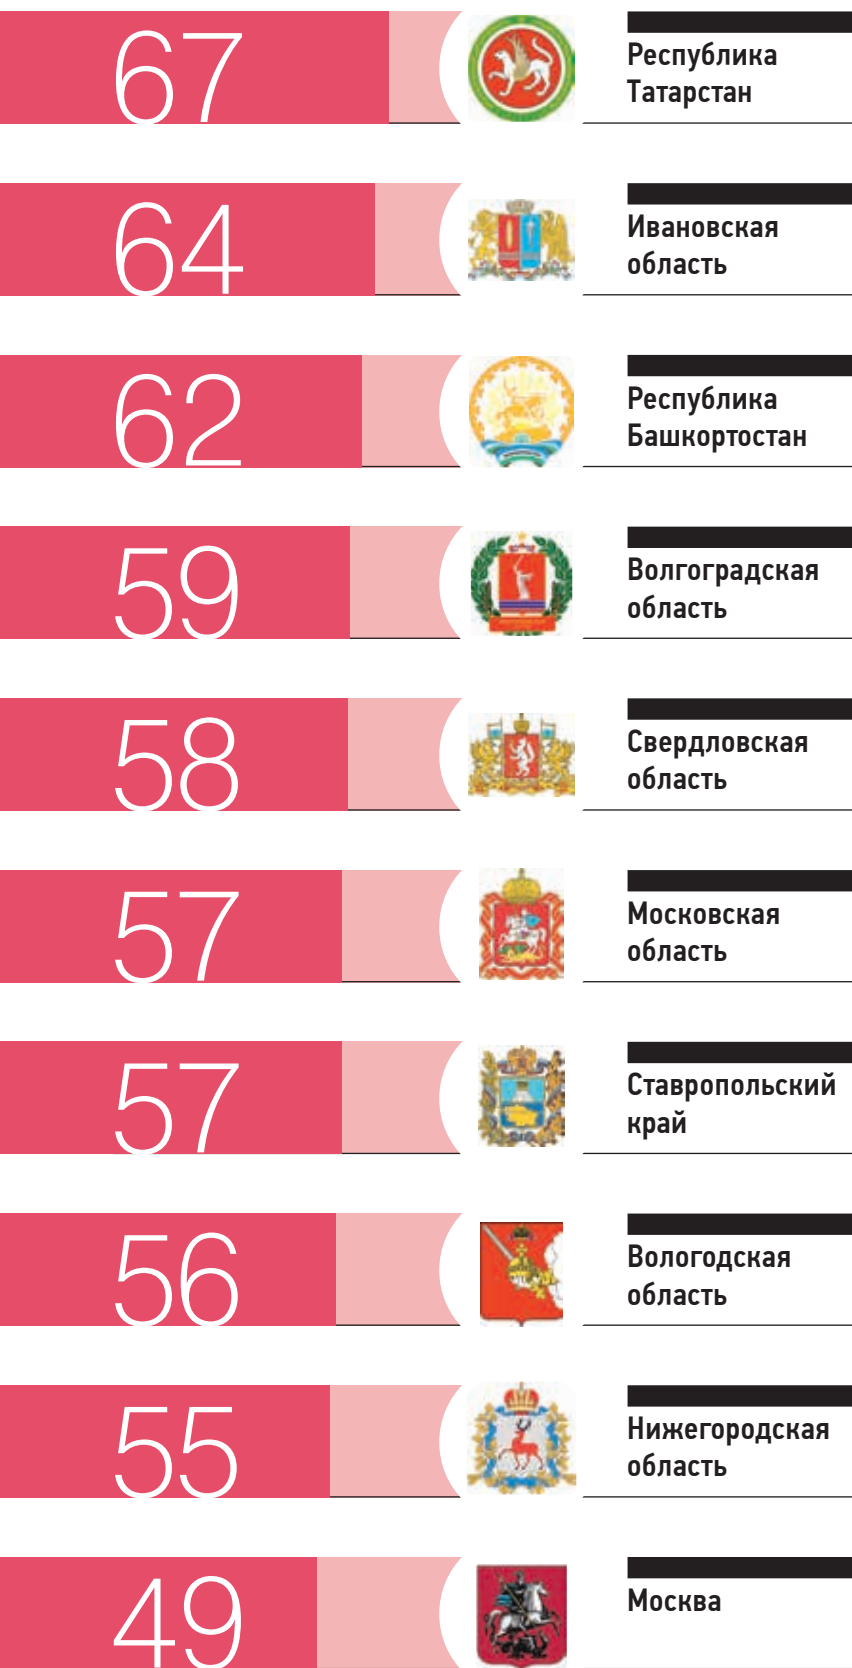 67
Республика
Татарстан
64
Ивановская
область
62
Республика
Башкортостан
59
Волгоградская
область
58
Свердловская
область
57
Московская
область
57
Ставропольский
край
56
Вологодская
область
55
Нижегородская
область
49
Москва